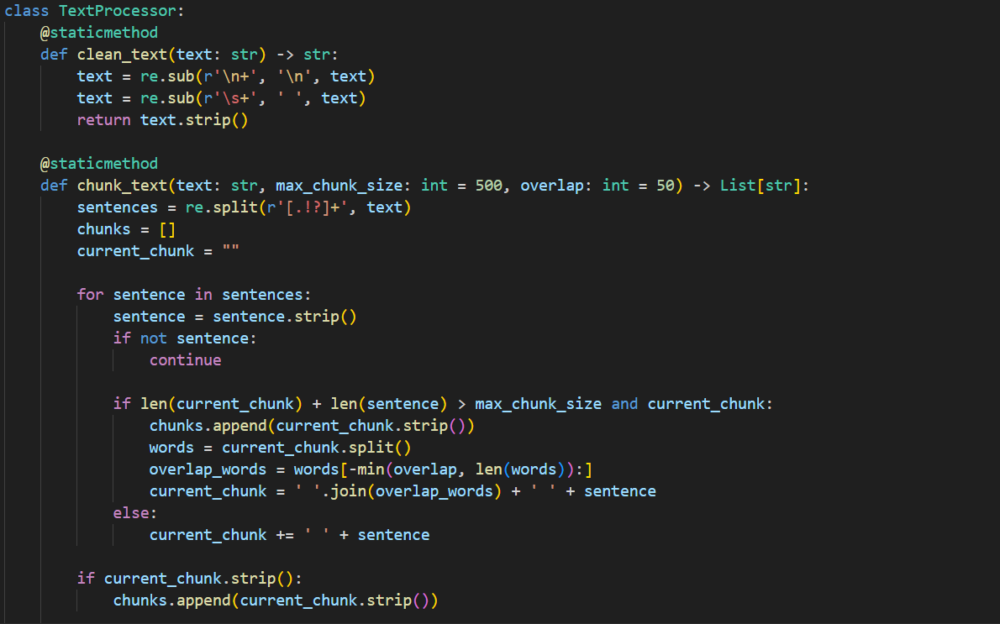 class TextProcessor:
    @staticmethod
    def clean_text(text: str) -> str:
        text = re.sub(r'\n+', '\n', text)
        text = re.sub(r'\s+', ' ', text)
        return text.strip()

    @staticmethod
    def chunk_text(text: str, max_chunk_size: int = 500, overlap: int = 50) -> List[str]:
        sentences = re.split(r'[.!?]+', text)
        chunks = []
        current_chunk = ""

        for sentence in sentences:
            sentence = sentence.strip()
            if not sentence:
                continue

            if len(current_chunk) + len(sentence) > max_chunk_size and current_chunk:
                chunks.append(current_chunk.strip())
                words = current_chunk.split()
                overlap_words = words[-min(overlap, len(words)):]
                current_chunk = ' '.join(overlap_words) + ' ' + sentence
            else:
                current_chunk += ' ' + sentence

        if current_chunk.strip():
            chunks.append(current_chunk.strip())